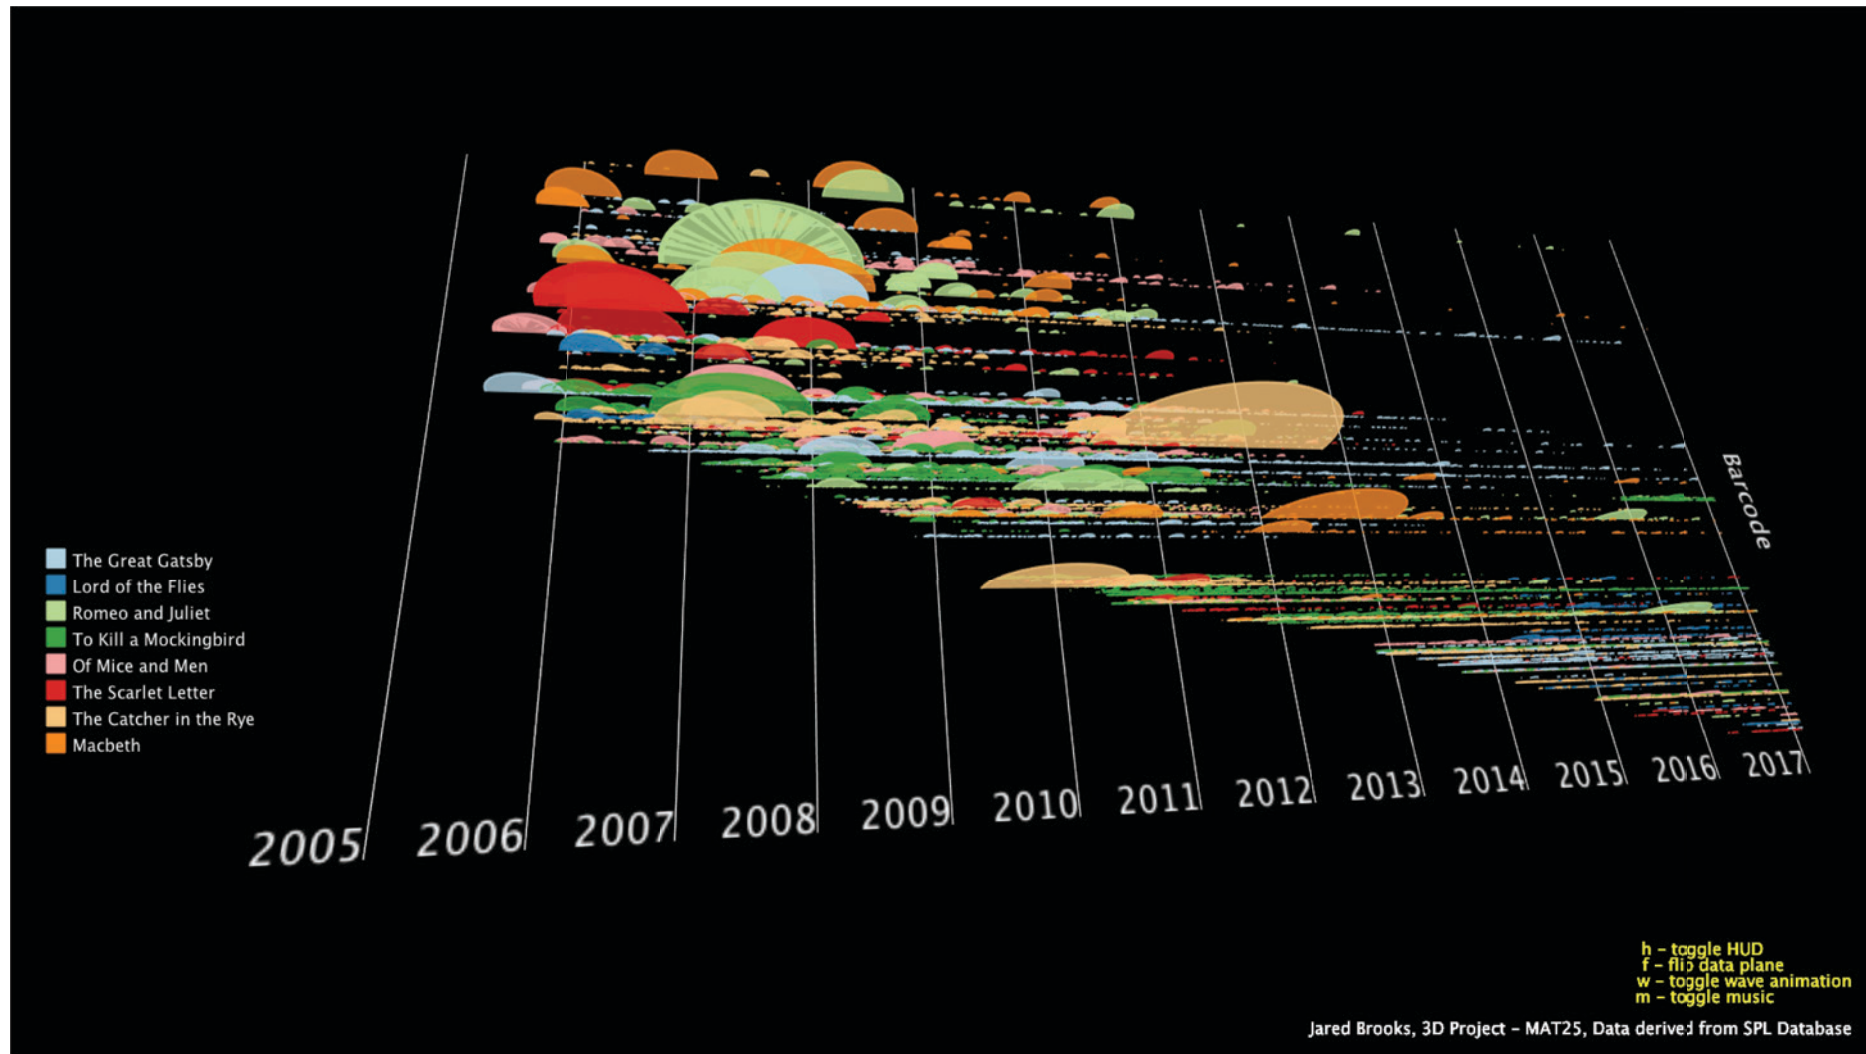 Barcode
The Great Gatsby
Lord of the Flies
Romeo and Juliet
To Kill a Mockingbird
Of Mice and Men
The Scarlet Letter
The Catcher in the Rye
Macbeth
2005 2006 2007 2008 2009 2010 2011 2012 2013 2014 2015 2016 2017
h - toggle HUD
f - flip data plane
w - toggle wave animation
m - toggle music
Jared Brooks, 3D Project - MAT25, Data derived from SPL Database